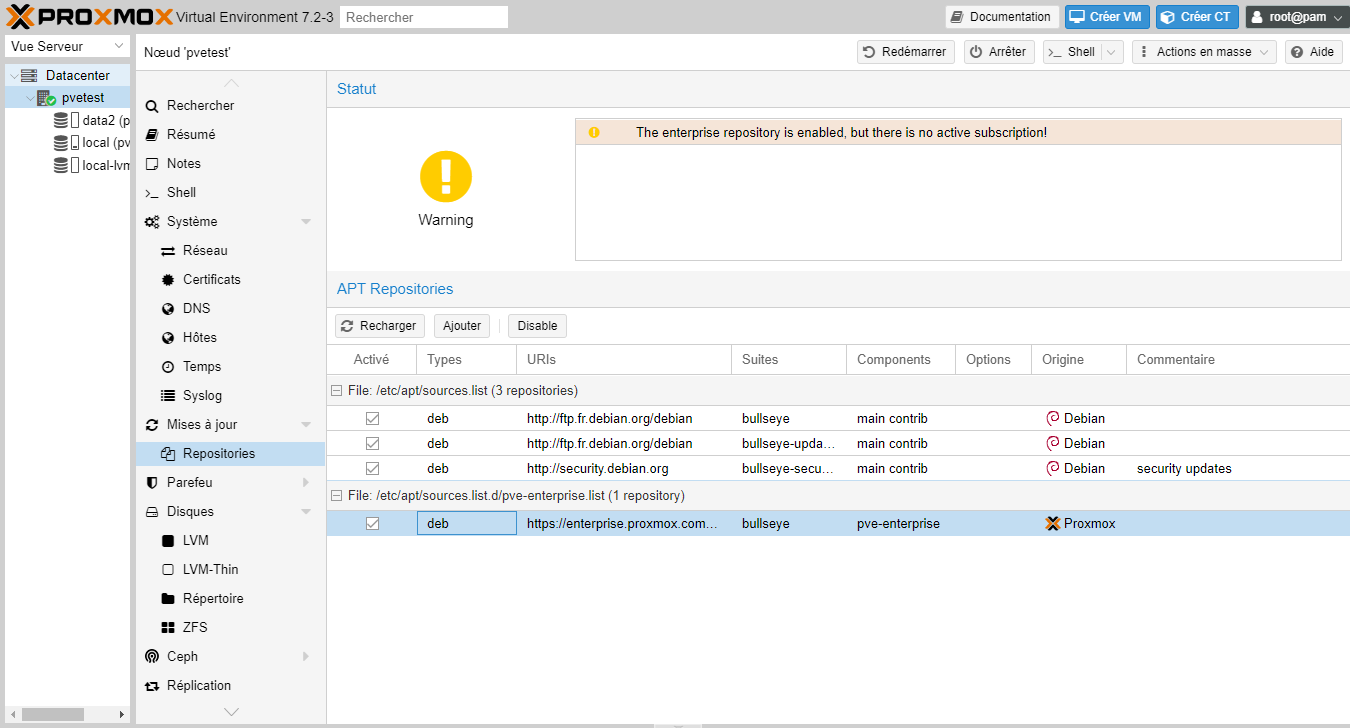 PROXMOX Virtual Environment 7.2-3 Rechercher Documentation Créer VM Créer CT root@pam
Vue Serveur
Nœud 'pvetest' Redémarrer Arrêter >_ Shell Actions en masse Aide
Datacenter
pvetest
data2 (p
local (pv
local-lvm
Rechercher
Résumé
Notes
>_ Shell
Système
Réseau
Certificats
DNS
Hôtes
Temps
Syslog
Mises à jour
Repositories
Parefeu
Disques
LVM
LVM-Thin
Répertoire
ZFS
Ceph
Réplication
Statut
Warning
The enterprise repository is enabled, but there is no active subscription!
APT Repositories
Recharger Ajouter Disable
Activé Types URIs Suites Components Options Origine Commentaire
File: /etc/apt/sources.list (3 repositories)
deb http://ftp.fr.debian.org/debian bullseye main contrib Debian
deb http://ftp.fr.debian.org/debian bullseye-upda... main contrib Debian
deb http://security.debian.org bullseye-secu... main contrib Debian security updates
File: /etc/apt/sources.list.d/pve-enterprise.list (1 repository)
deb https://enterprise.proxmox.com... bullseye pve-enterprise Proxmox